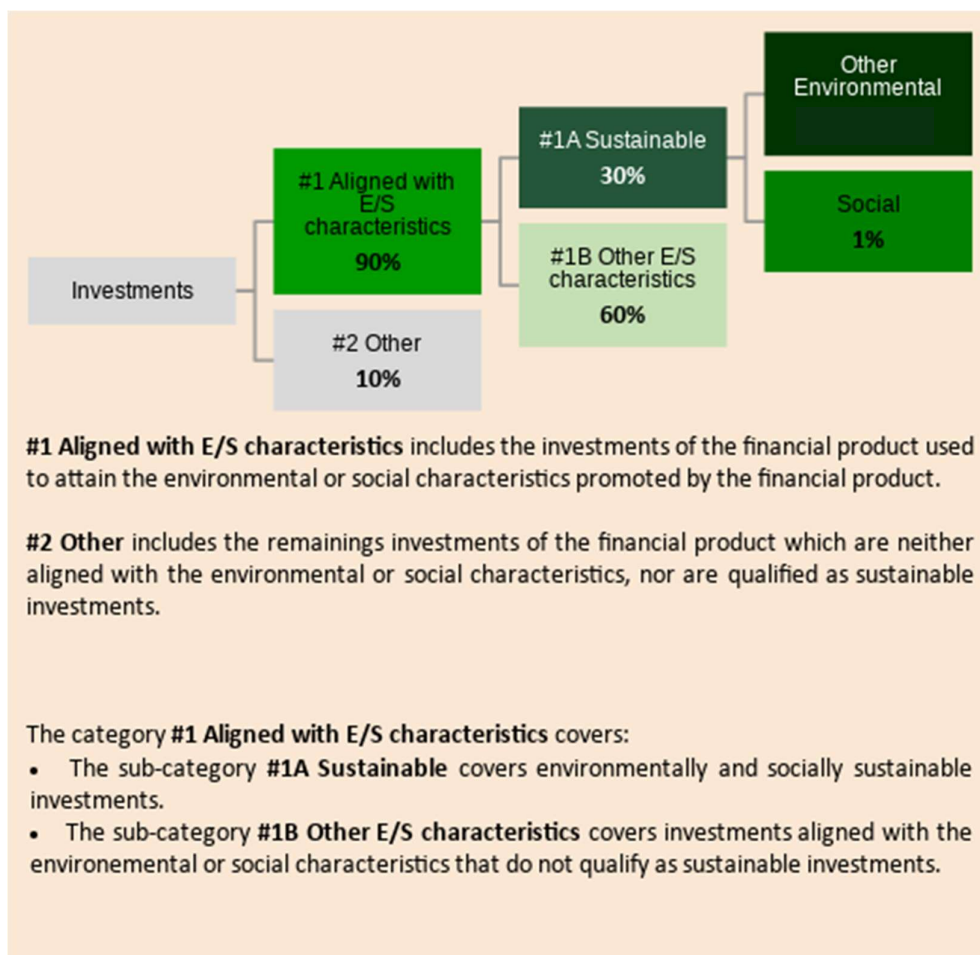 Other
Environmental
#1A Sustainable
30%
#1 Aligned with
E/S
characteristics
90%
Social
1%
#1B Other E/S
characteristics
60%
Investments
#2 Other
10%
#1 Aligned with E/S characteristics includes the investments of the financial product used
to attain the environmental or social characteristics promoted by the financial product.
#2 Other includes the remainings investments of the financial product which are neither
aligned with the environmental or social characteristics, nor are qualified as sustainable
investments.
The category #1 Aligned with E/S characteristics covers:
• The sub-category #1A Sustainable covers environmentally and socially sustainable
investments.
• The sub-category #1B Other E/S characteristics covers investments aligned with the
environemental or social characteristics that do not qualify as sustainable investments.